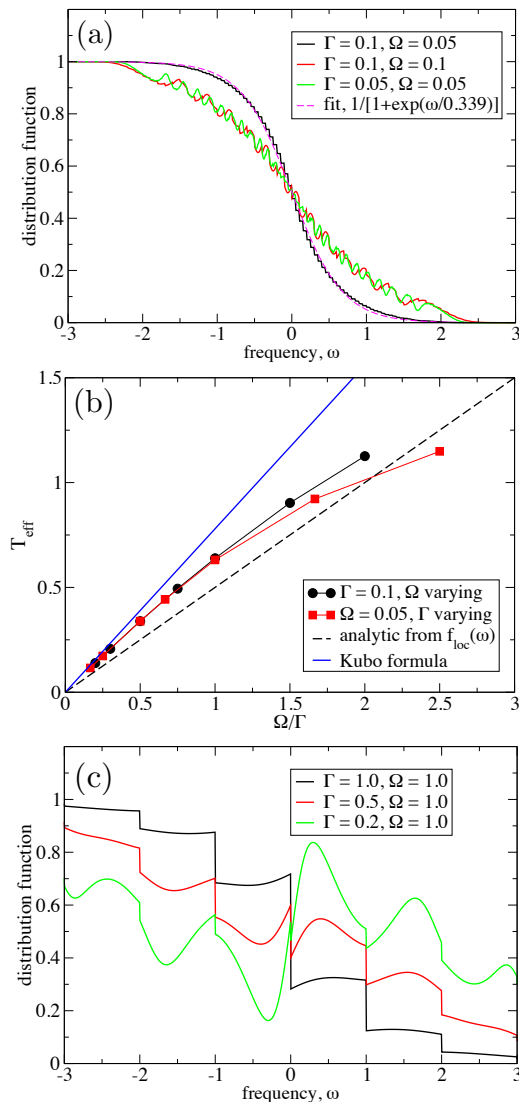 (a)
Γ = 0.1, Ω = 0.05
Γ = 0.1, Ω = 0.1
Γ = 0.05, Ω = 0.05
fit, 1/[1+exp(ω/0.339)]
distribution function
1
0.8
0.6
0.4
0.2
0
-3 -2 -1 0 1 2 3
frequency, ω
(b)
T_eff
1.5
1
0.5
0
Γ = 0.1, Ω varying
Ω = 0.05, Γ varying
analytic from f_loc(ω)
Kubo formula
0 0.5 1 1.5 2 2.5 3
Ω/Γ
(c)
Γ = 1.0, Ω = 1.0
Γ = 0.5, Ω = 1.0
Γ = 0.2, Ω = 1.0
distribution function
1
0.8
0.6
0.4
0.2
0
-3 -2 -1 0 1 2 3
frequency, ω